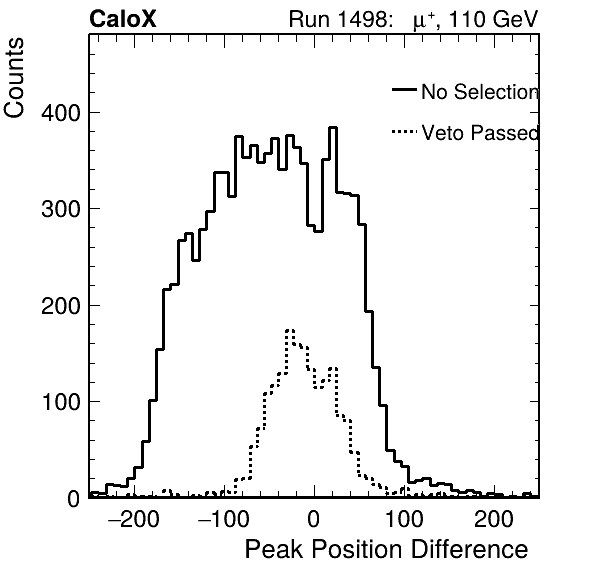 CaloX Run 1498: μ⁺, 110 GeV
Counts
No Selection
Veto Passed
400
300
200
100
0
−200 −100 0 100 200
Peak Position Difference